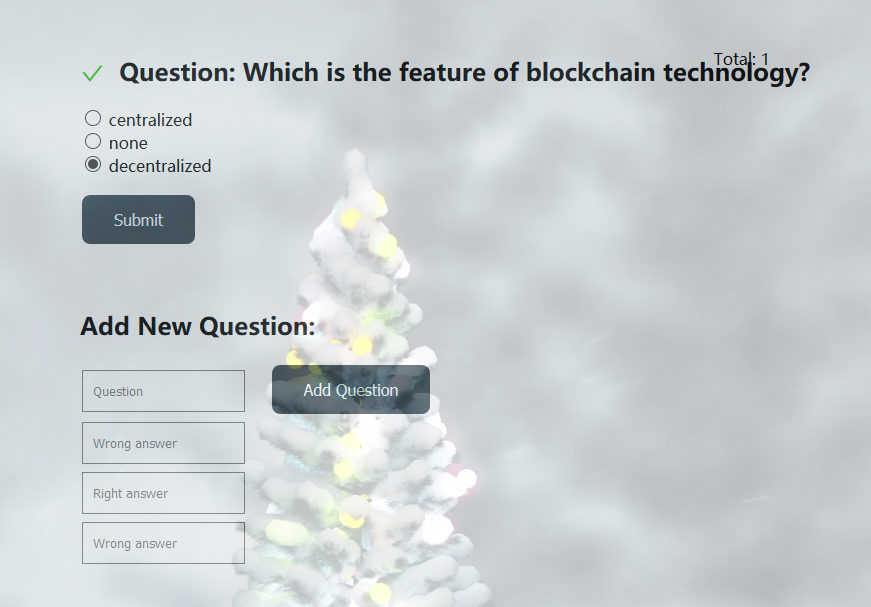 Total: 1
Question: Which is the feature of blockchain technology?
centralized
none
decentralized
Submit
Add New Question:
Question
Add Question
Wrong answer
Right answer
Wrong answer